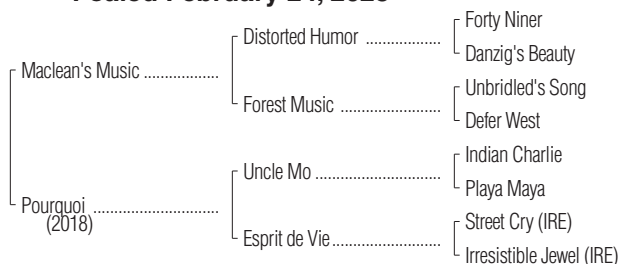 Foaled February 24, 2023
Forty Niner
Distorted Humor
Danzig's Beauty
Maclean's Music
Unbridled's Song
Forest Music
Defer West
Indian Charlie
Uncle Mo
Playa Maya
Pourquoi
(2018)
Street Cry (IRE)
Esprit de Vie
Irresistible Jewel (IRE)